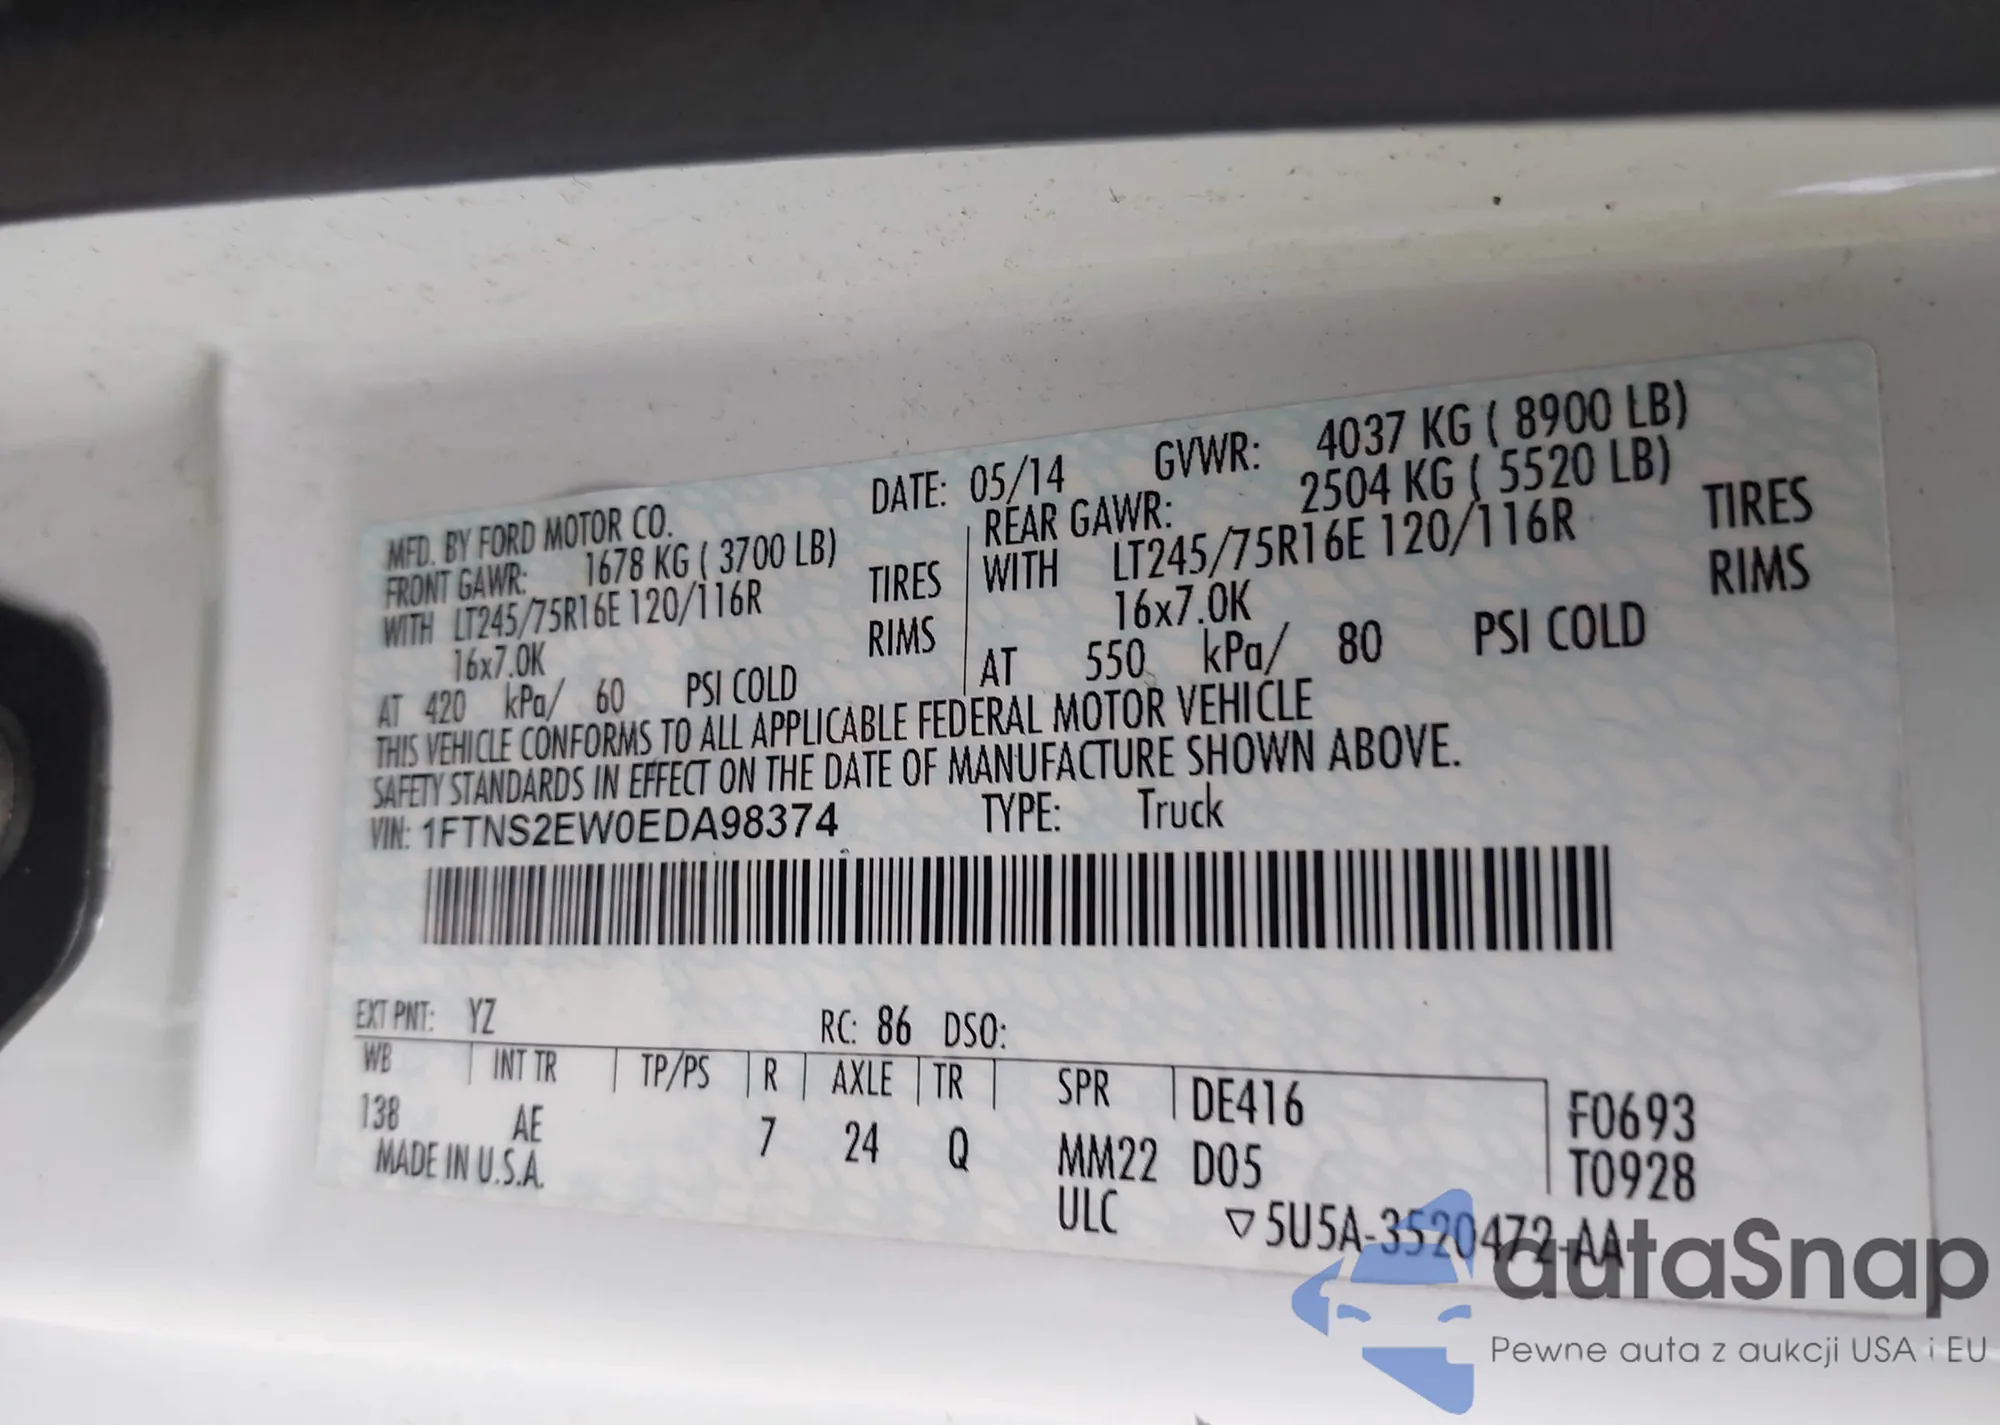 MFD. BY FORD MOTOR CO. DATE: 05/14 GVWR: 4037 KG ( 8900 LB)
FRONT GAWR: 1678 KG ( 3700 LB) REAR GAWR: 2504 KG ( 5520 LB)
WITH LT245/75R16E 120/116R TIRES WITH LT245/75R16E 120/116R TIRES
16x7.0K RIMS 16x7.0K RIMS
AT 420 kPa/ 60 PSI COLD AT 550 kPa/ 80 PSI COLD
THIS VEHICLE CONFORMS TO ALL APPLICABLE FEDERAL MOTOR VEHICLE
SAFETY STANDARDS IN EFFECT ON THE DATE OF MANUFACTURE SHOWN ABOVE.
VIN: 1FTNS2EW0EDA98374 TYPE: Truck
EXT PNT: YZ RC: 86 DSO:
WB INT TR TP/PS R AXLE TR SPR DE416 F0693
138 AE 7 24 Q MM22 D05 T0928
MADE IN U.S.A. ULC ▽5U5A-3520472-AA
autaSnap
Pewne auta z aukcji USA i EU